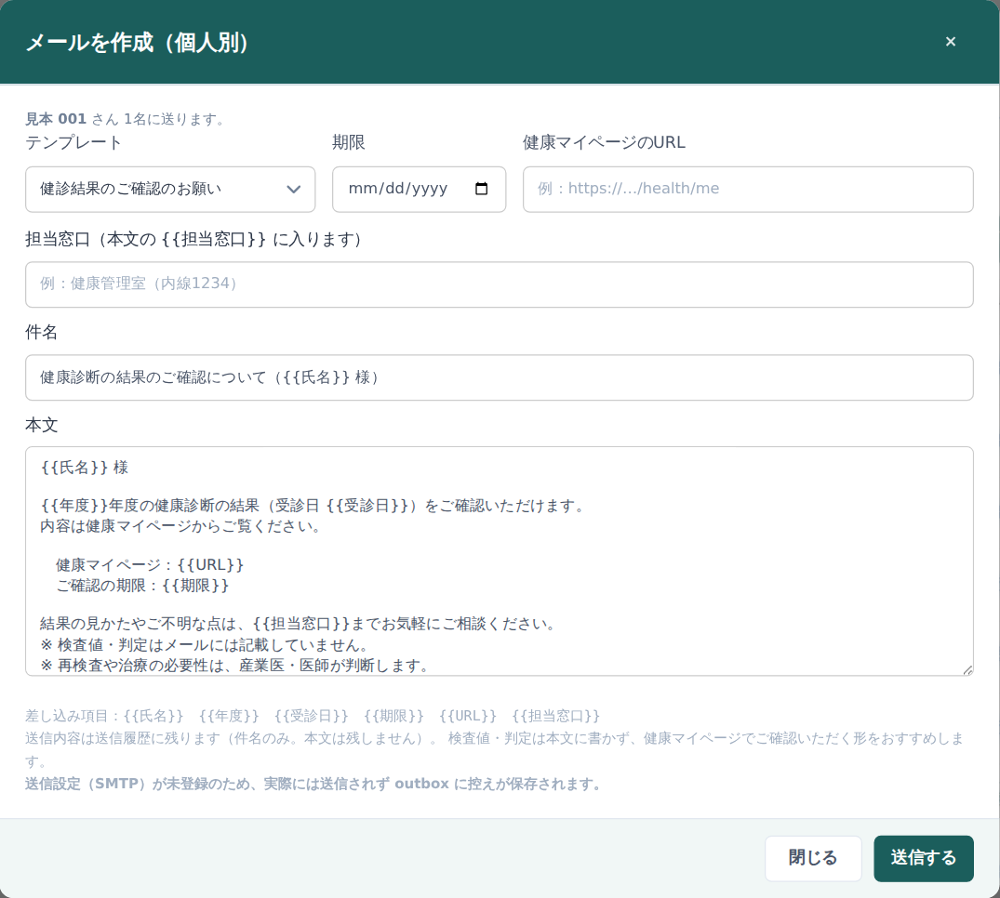 メールを作成（個人別）
×
見本 001 さん 1名に送ります。
テンプレート
期限
健康マイページのURL
健診結果のご確認のお願い
mm/dd/yyyy
例：https://…/health/me
担当窓口（本文の {{担当窓口}} に入ります）
例：健康管理室（内線1234）
件名
健康診断の結果のご確認について（{{氏名}} 様）
本文
{{氏名}} 様
{{年度}}年度の健康診断の結果（受診日 {{受診日}}）をご確認いただけます。
内容は健康マイページからご覧ください。
健康マイページ：{{URL}}
ご確認の期限：{{期限}}
結果の見かたやご不明な点は、{{担当窓口}}までお気軽にご相談ください。
※ 検査値・判定はメールには記載していません。
※ 再検査や治療の必要性は、産業医・医師が判断します。
差し込み項目：{{氏名}} {{年度}} {{受診日}} {{期限}} {{URL}} {{担当窓口}}
送信内容は送信履歴に残ります（件名のみ。本文は残しません）。 検査値・判定は本文に書かず、健康マイページでご確認いただく形をおすすめしま
す。
送信設定（SMTP）が未登録のため、実際には送信されず outbox に控えが保存されます。
閉じる
送信する